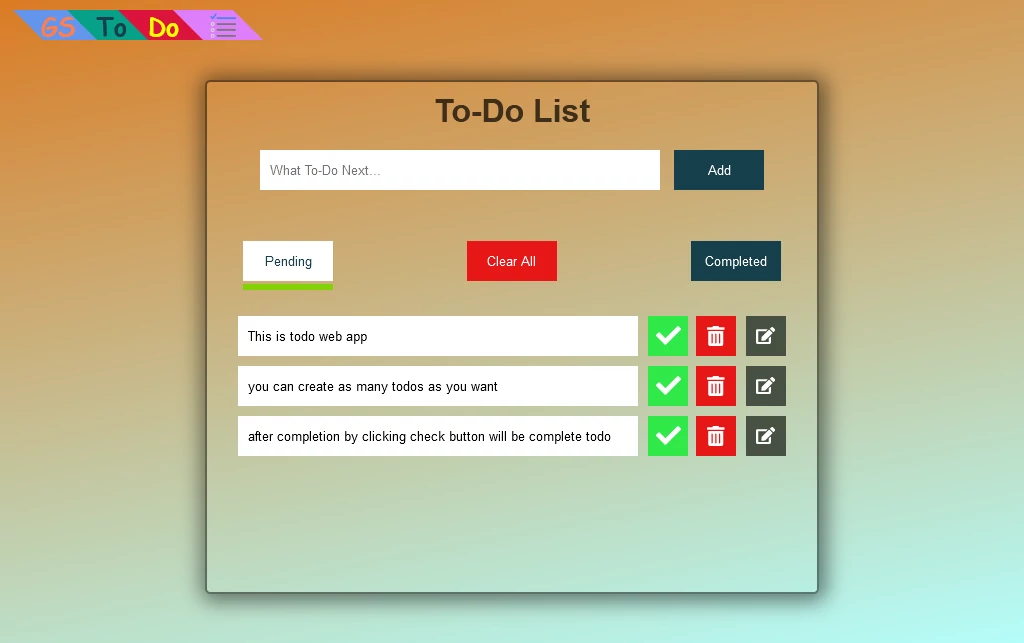 GS To Do
To-Do List
What To-Do Next...
Add
Pending
Clear All
Completed
This is todo web app
you can create as many todos as you want
after completion by clicking check button will be complete todo